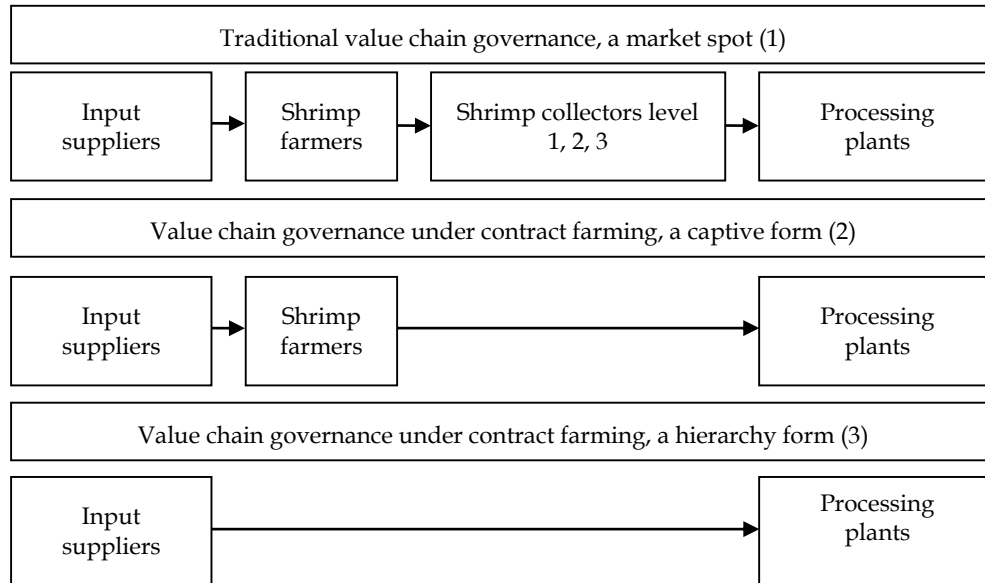 Traditional value chain governance, a market spot (1)
Input
suppliers
Shrimp
farmers
Shrimp collectors level
1, 2, 3
Processing
plants
Value chain governance under contract farming, a captive form (2)
Input
suppliers
Shrimp
farmers
Processing
plants
Value chain governance under contract farming, a hierarchy form (3)
Input
suppliers
Processing
plants